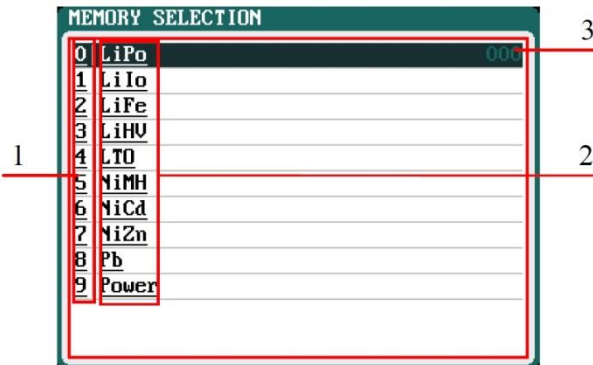 MEMORY SELECTION
0 LiPo 000
1 LiIo
2 LiFe
3 LiHV
4 LTO
5 NiMH
6 NiCd
7 NiZn
8 Pb
9 Power
1
2
3